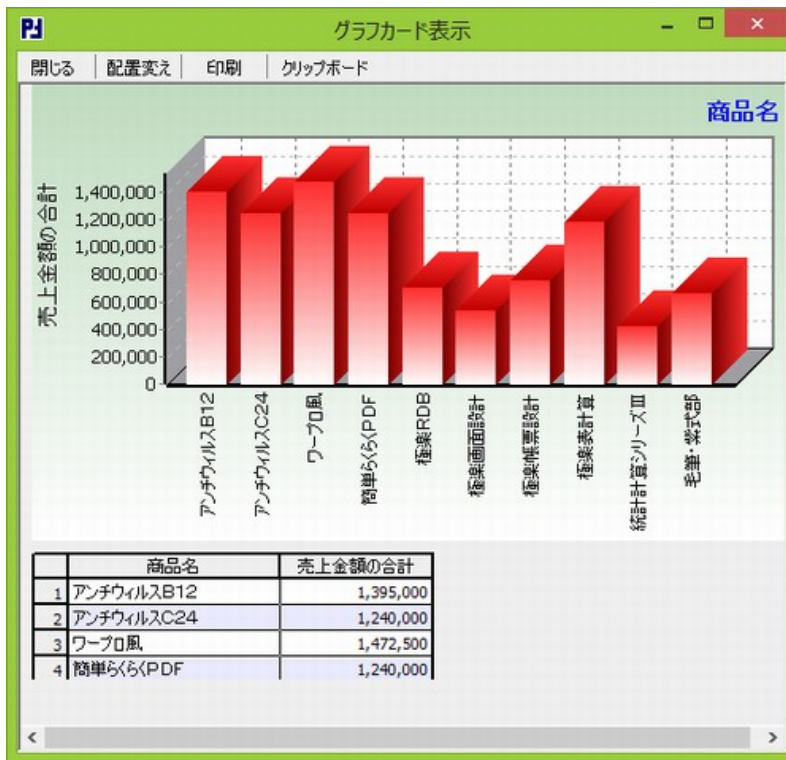 グラフカード表示
閉じる 配置変え 印刷 クリップボード
商品名
売上金額の合計
1,400,000
1,200,000
1,000,000
800,000
600,000
400,000
200,000
0
アンチウィルスB12
アンチウィルスC24
ワープロ風
簡単らくらくPDF
極楽RDB
極楽画面設計
極楽帳票設計
極楽表計算
統計計算シリーズⅢ
毛筆・紫式部
商品名 売上金額の合計
1 アンチウィルスB12 1,395,000
2 アンチウィルスC24 1,240,000
3 ワープロ風 1,472,500
4 簡単らくらくPDF 1,240,000